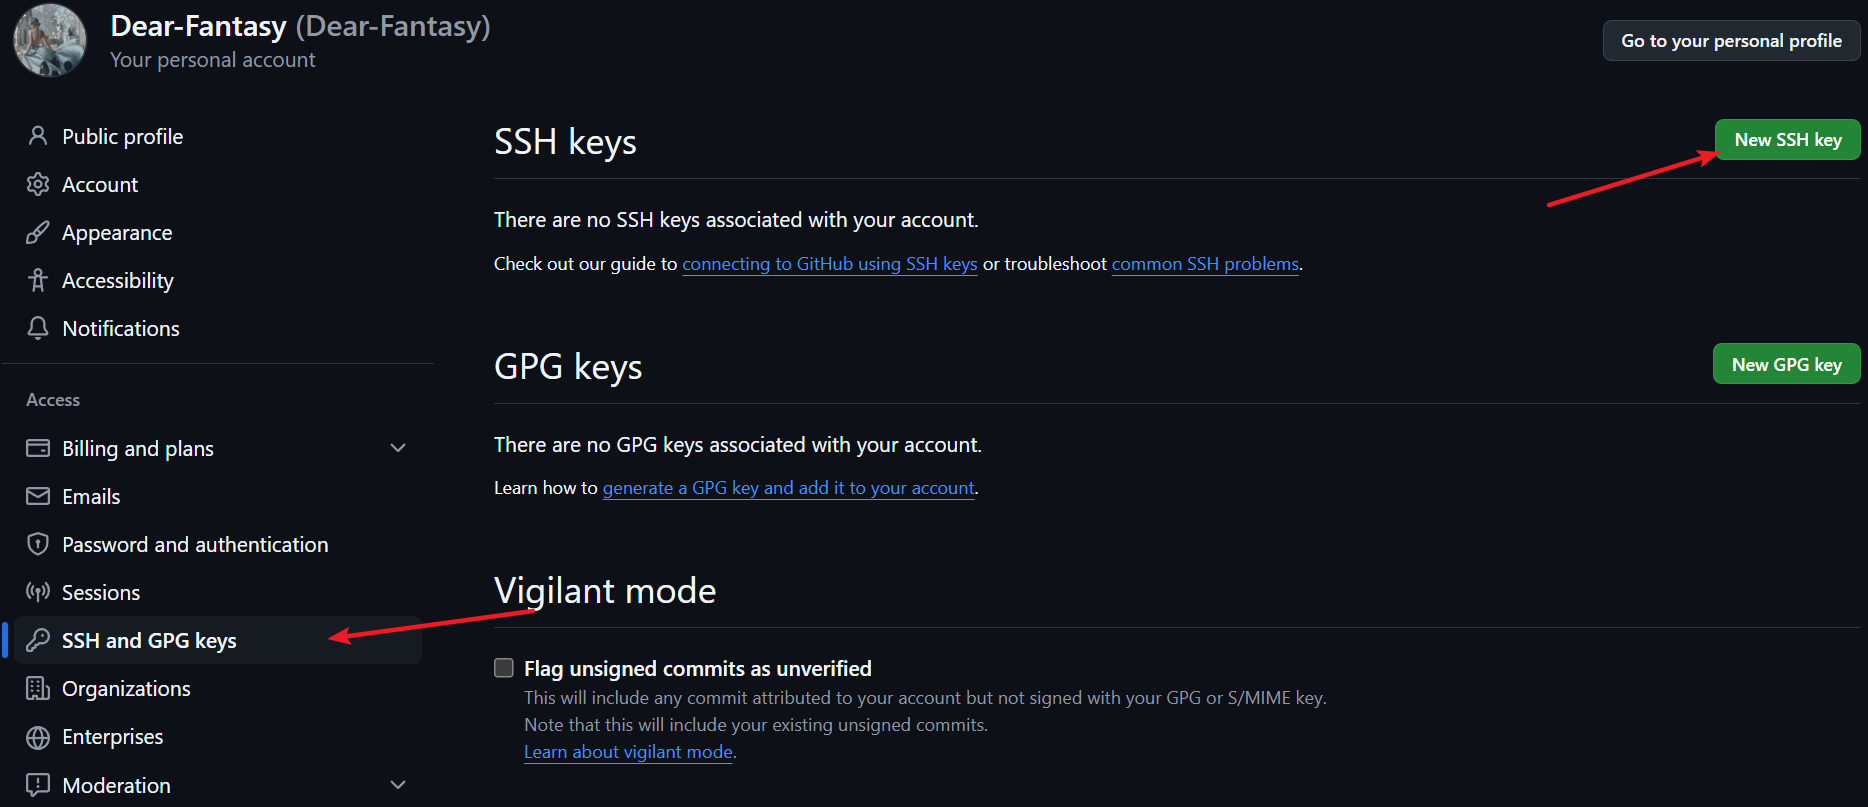 Dear-Fantasy (Dear-Fantasy)
Your personal account
Go to your personal profile
Public profile
Account
Appearance
Accessibility
Notifications
Access
Billing and plans
Emails
Password and authentication
Sessions
SSH and GPG keys
Organizations
Enterprises
Moderation
SSH keys
New SSH key
There are no SSH keys associated with your account.
Check out our guide to connecting to GitHub using SSH keys or troubleshoot common SSH problems.
GPG keys
New GPG key
There are no GPG keys associated with your account.
Learn how to generate a GPG key and add it to your account.
Vigilant mode
Flag unsigned commits as unverified
This will include any commit attributed to your account but not signed with your GPG or S/MIME key.
Note that this will include your existing unsigned commits.
Learn about vigilant mode.